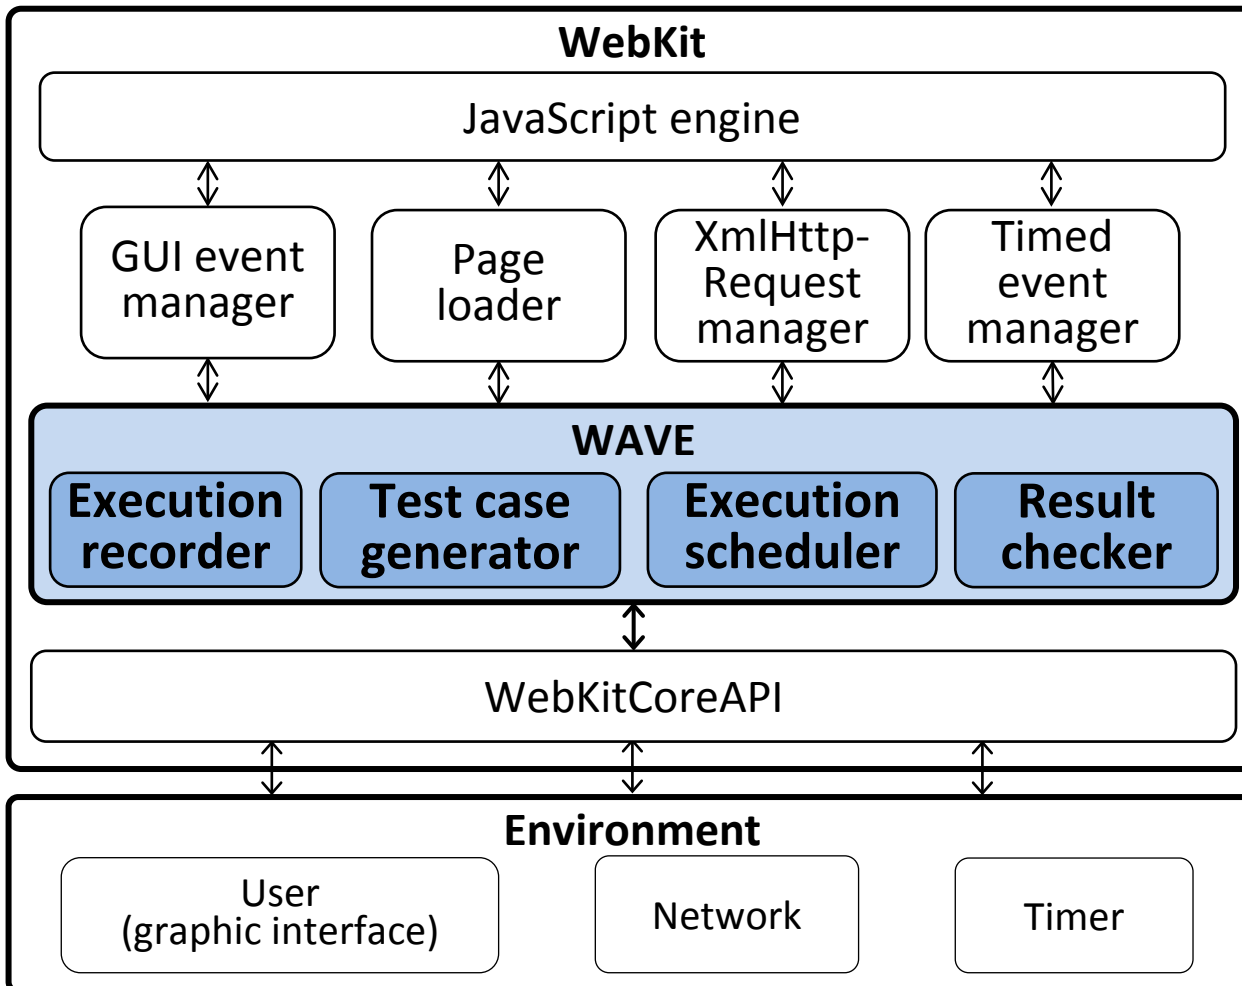 WebKit
JavaScript engine
GUI event
manager
Page
loader
XmlHttp-
Request
manager
Timed
event
manager
WAVE
Execution
recorder
Test case
generator
Execution
scheduler
Result
checker
WebKitCoreAPI
Environment
User
(graphic interface)
Network
Timer